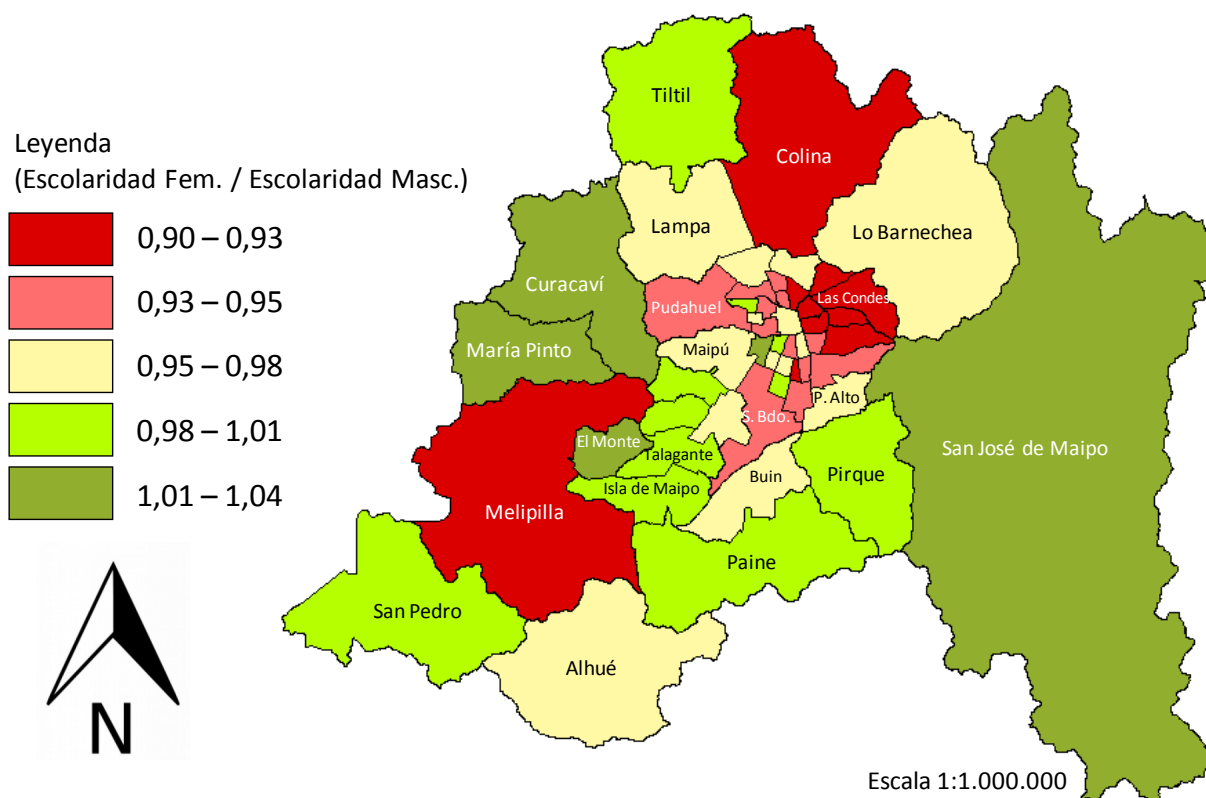 Leyenda
(Escolaridad Fem. / Escolaridad Masc.)
0,90 – 0,93
0,93 – 0,95
0,95 – 0,98
0,98 – 1,01
1,01 – 1,04
N
Tiltil
Colina
Lampa
Lo Barnechea
Curacaví
Pudahuel
Las Condes
María Pinto
Maipú
P. Alto
S. Bdo.
El Monte
Talagante
San José de Maipo
Isla de Maipo
Buin
Pirque
Melipilla
Paine
San Pedro
Alhué
Escala 1:1.000.000